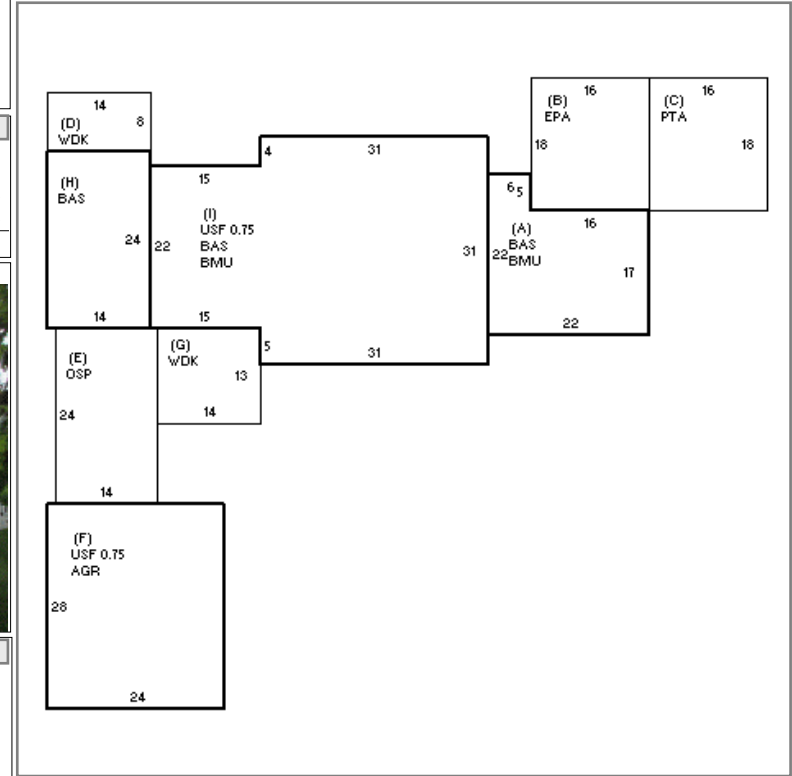 14
8
(D)
WDK
16
(B)
EPA
18
16
(C)
PTA
18
4
31
15
(H)
BAS
24
14
(I)
USF 0.75
BAS
BMU
22
31
15
31
5
6
5
(A)
BAS
BMU
22
16
17
22
(E)
OSP
24
14
(G)
WDK
13
14
(F)
USF 0.75
AGR
28
24